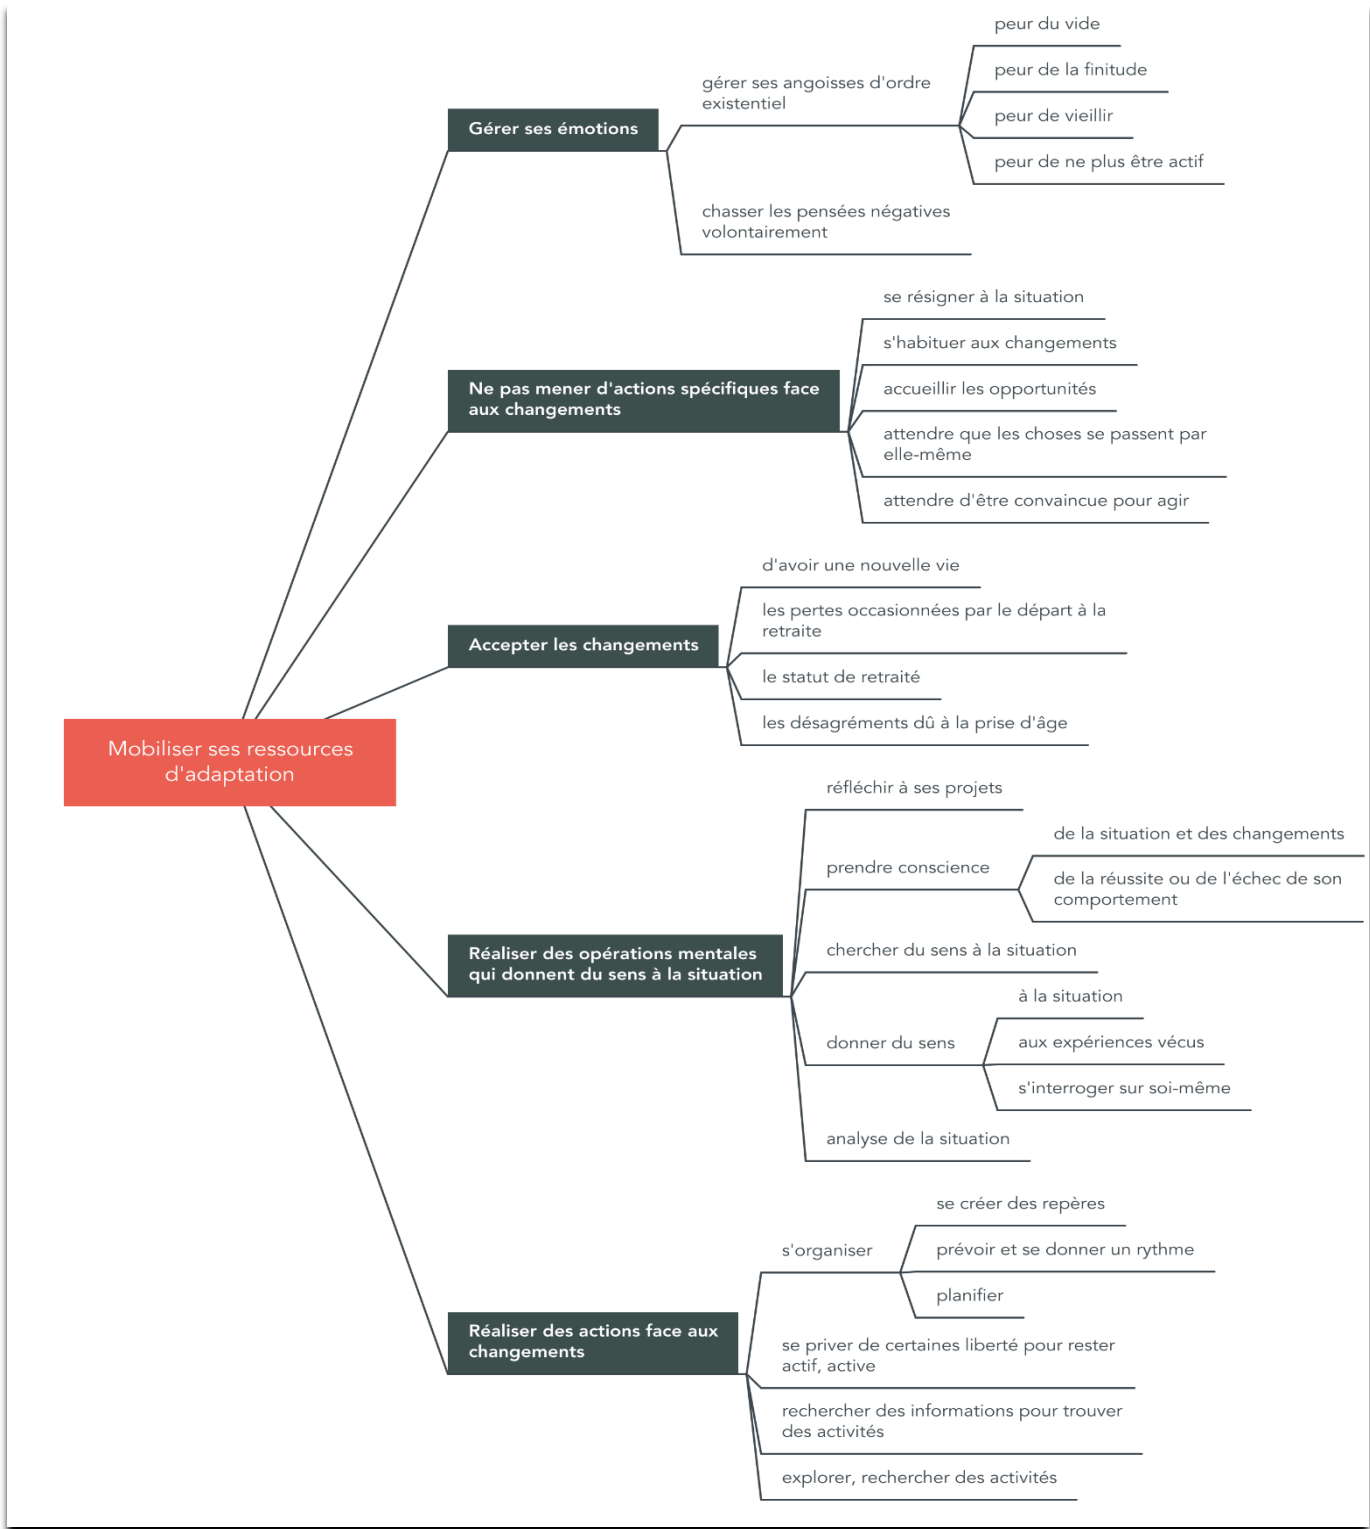 peur du vide
gérer ses angoisses d'ordre
existentiel
peur de la finitude
peur de vieillir
peur de ne plus être actif
Gérer ses émotions
chasser les pensées négatives
volontairement
se résigner à la situation
s'habituer aux changements
Ne pas mener d'actions spécifiques face
aux changements
accueillir les opportunités
attendre que les choses se passent par
elle-même
attendre d'être convaincue pour agir
d'avoir une nouvelle vie
les pertes occasionnées par le départ à la
retraite
Accepter les changements
le statut de retraité
les désagréments dû à la prise d'âge
Mobiliser ses ressources
d'adaptation
réfléchir à ses projets
prendre conscience
de la situation et des changements
de la réussite ou de l'échec de son
comportement
Réaliser des opérations mentales
qui donnent du sens à la situation
chercher du sens à la situation
donner du sens
à la situation
aux expériences vécus
s'interroger sur soi-même
analyse de la situation
se créer des repères
s'organiser
prévoir et se donner un rythme
planifier
Réaliser des actions face aux
changements
se priver de certaines liberté pour rester
actif, active
rechercher des informations pour trouver
des activités
explorer, rechercher des activités